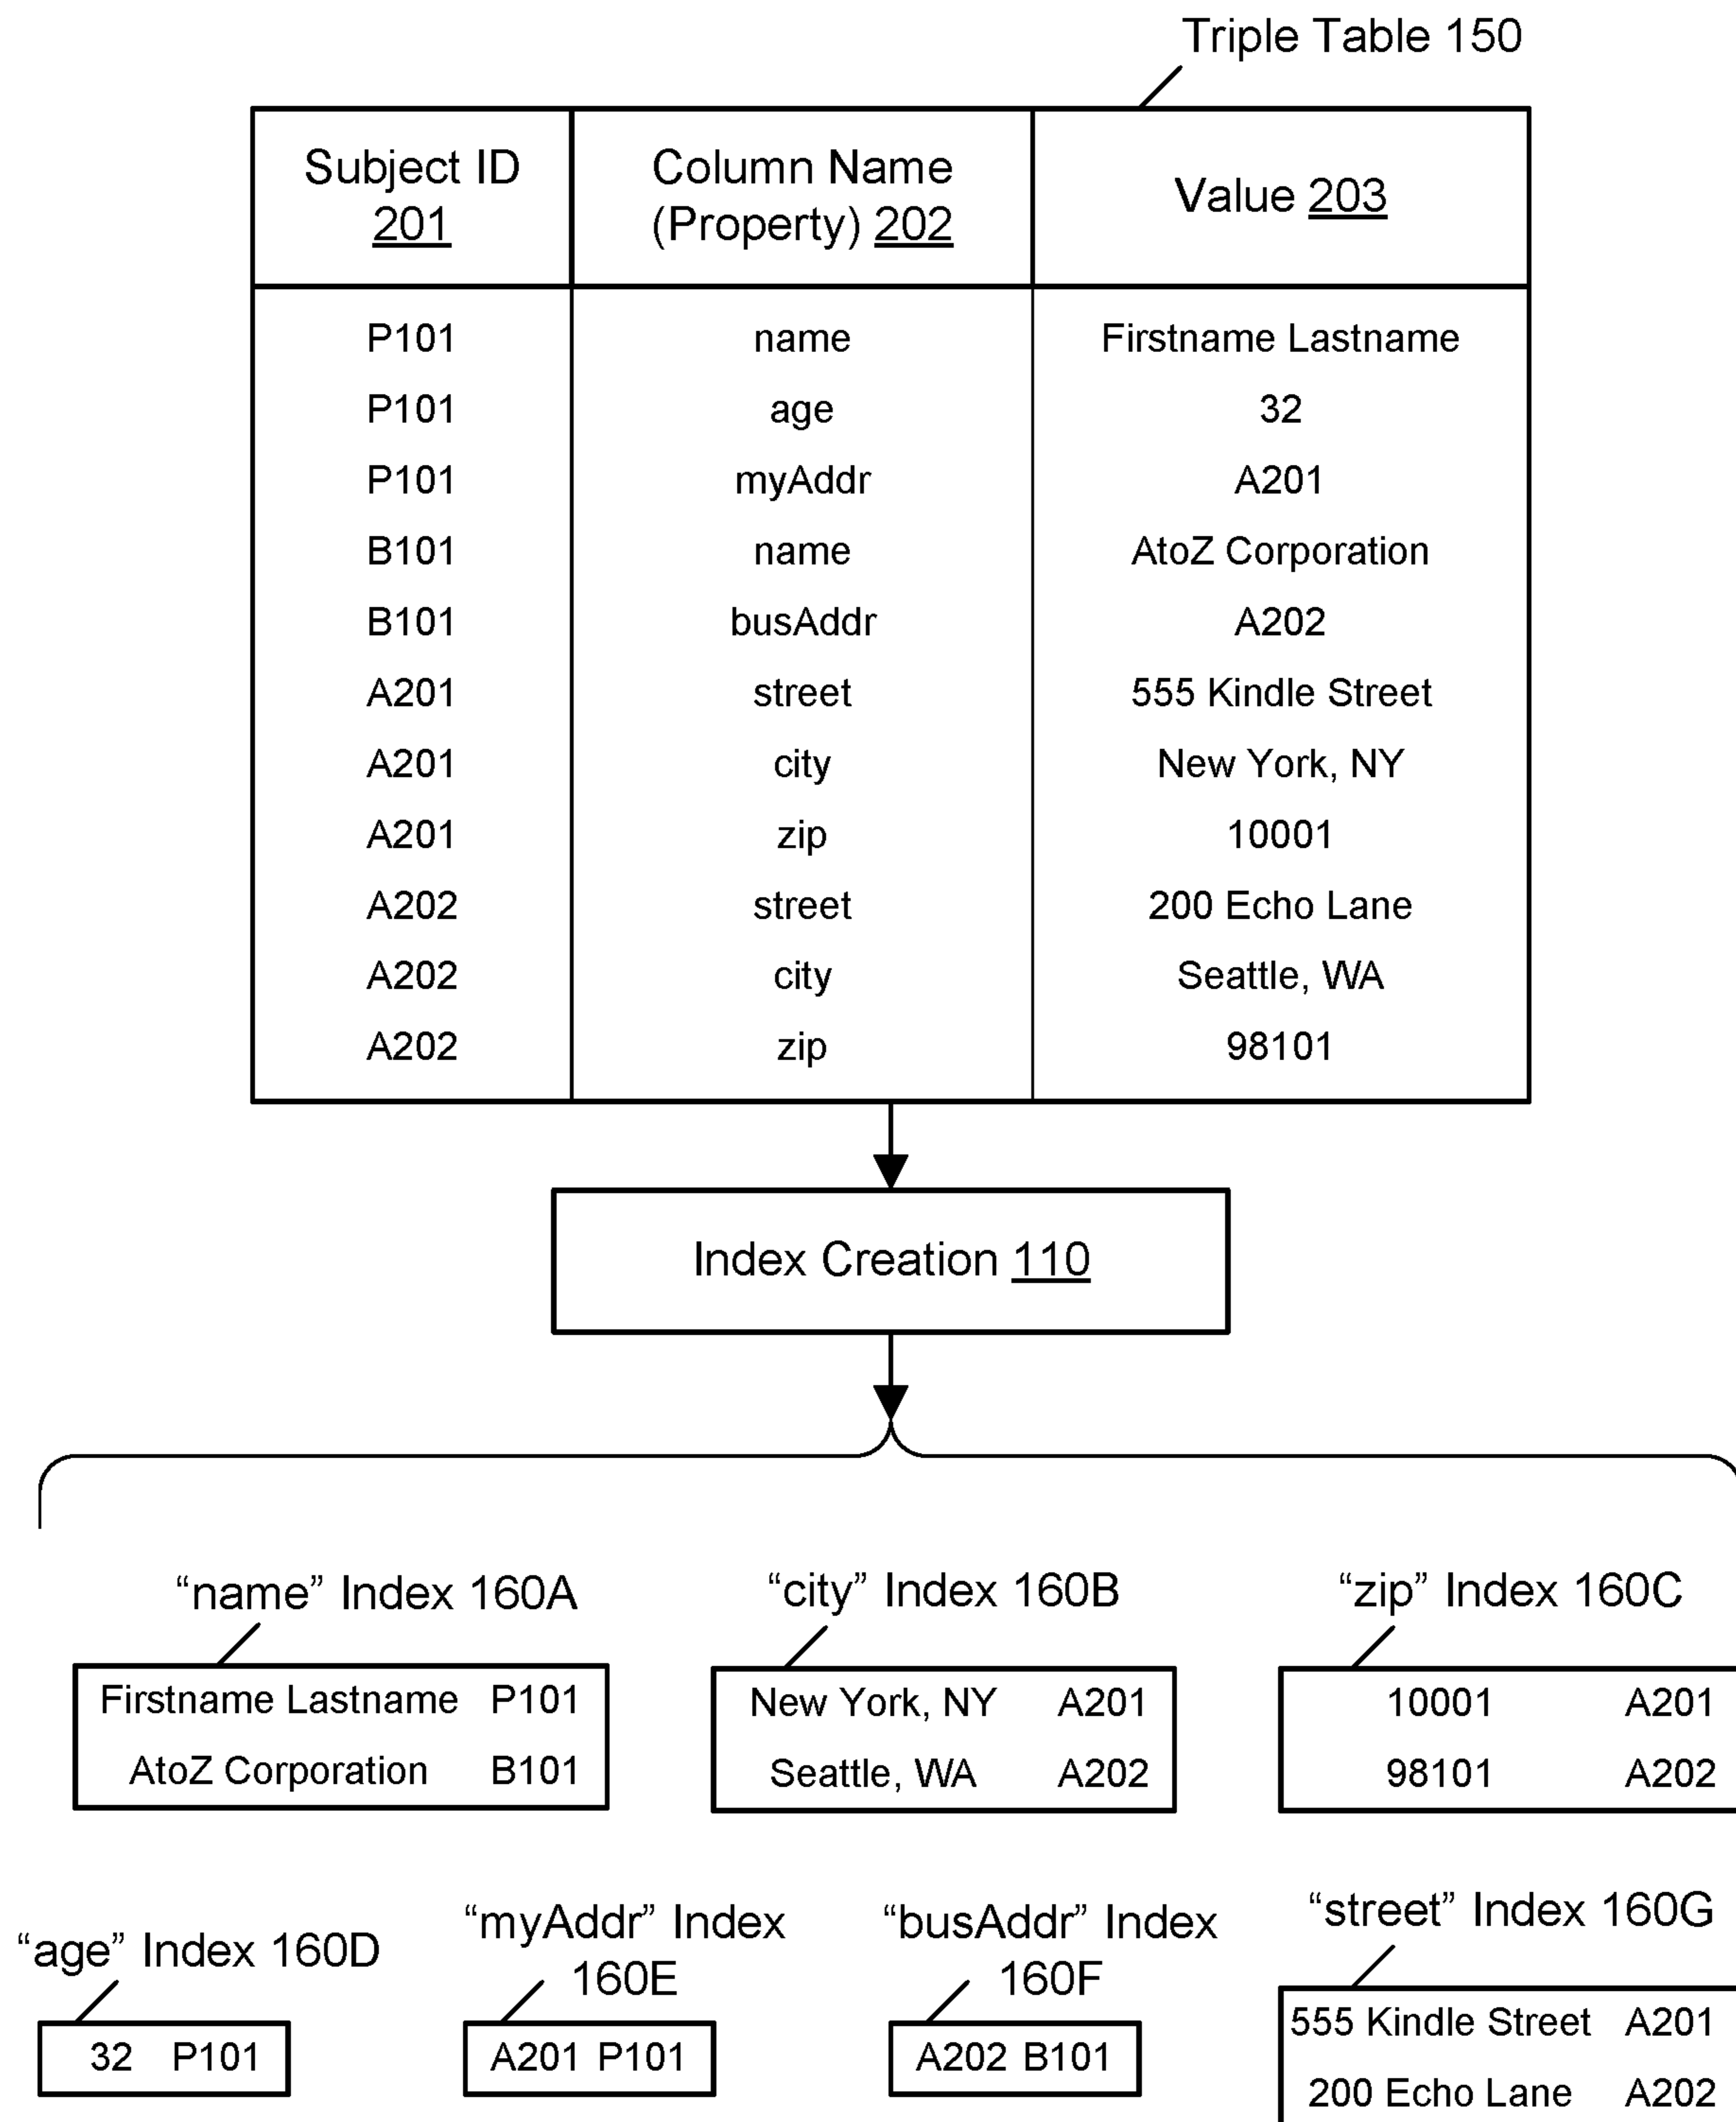 Triple Table 150
Subject ID 201
Column Name (Property) 202
Value 203
P101 name Firstname Lastname
P101 age 32
P101 myAddr A201
B101 name AtoZ Corporation
B101 busAddr A202
A201 street 555 Kindle Street
A201 city New York, NY
A201 zip 10001
A202 street 200 Echo Lane
A202 city Seattle, WA
A202 zip 98101
Index Creation 110
“name” Index 160A
Firstname Lastname P101
AtoZ Corporation B101
“city” Index 160B
New York, NY A201
Seattle, WA A202
“zip” Index 160C
10001 A201
98101 A202
“age” Index 160D
32 P101
“myAddr” Index
160E
A201 P101
“busAddr” Index
160F
A202 B101
“street” Index 160G
555 Kindle Street A201
200 Echo Lane A202